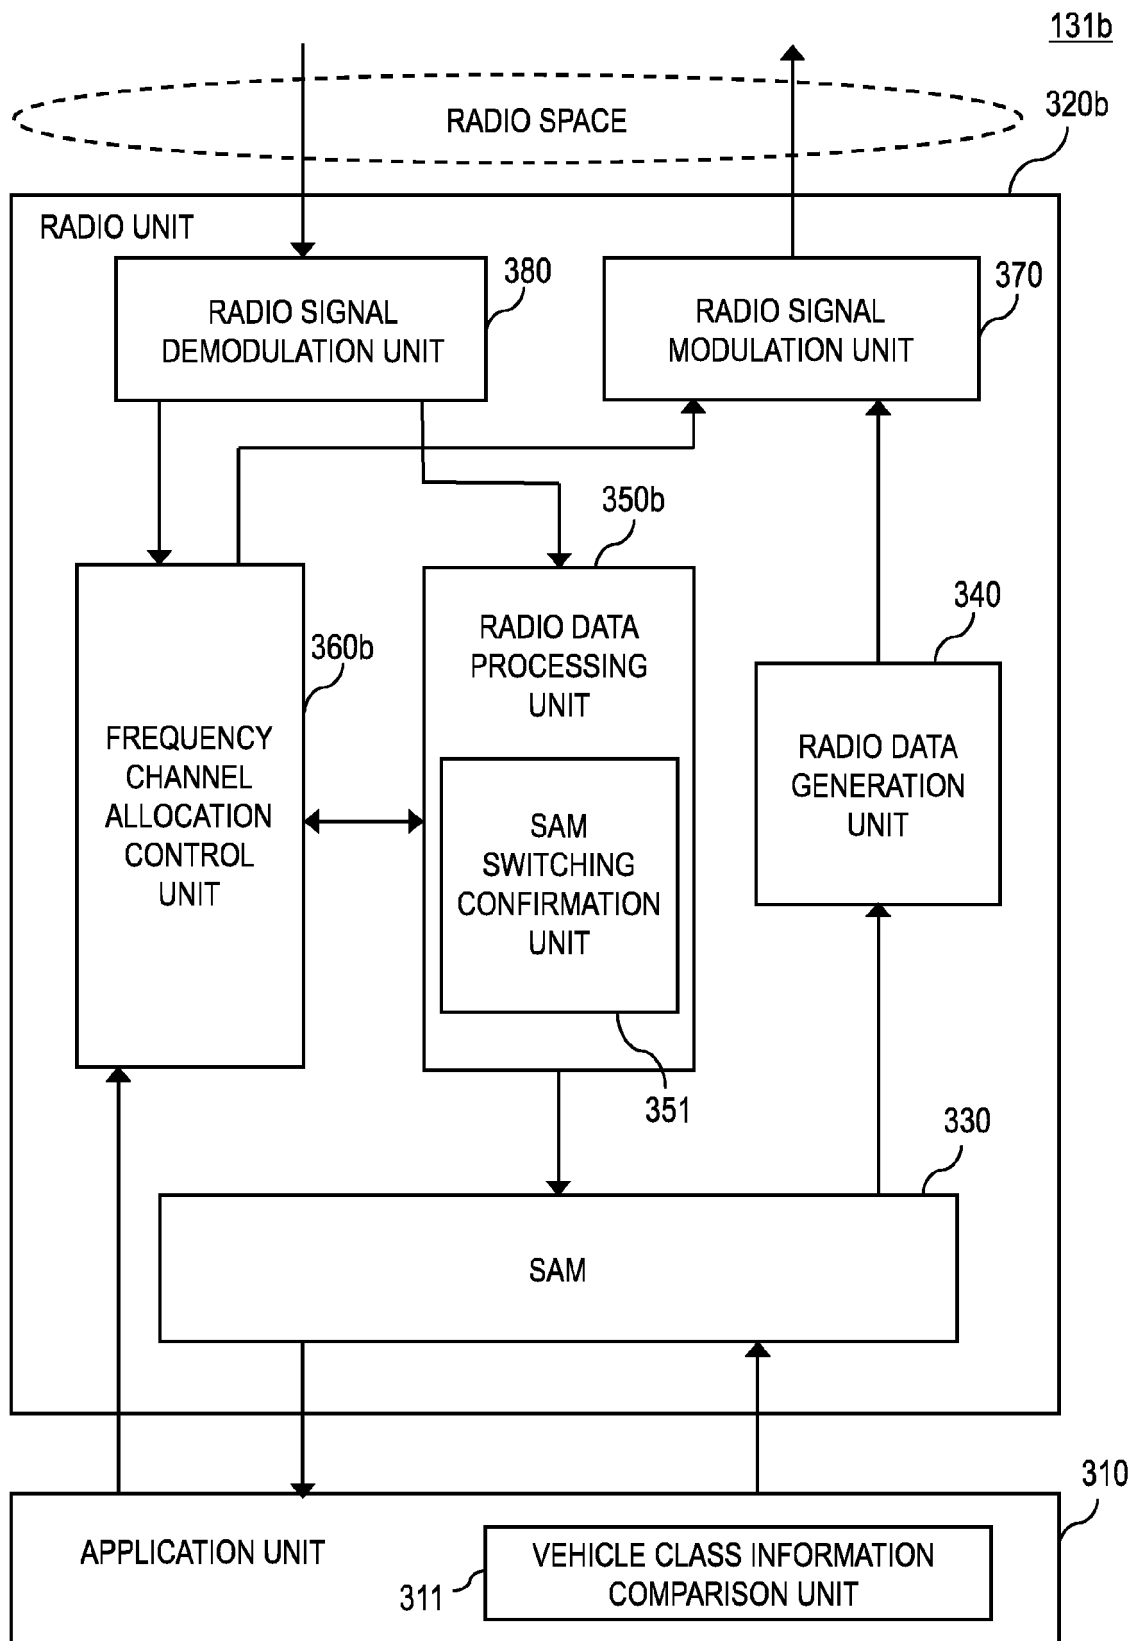 131b
RADIO SPACE
320b
RADIO UNIT
380
RADIO SIGNAL
DEMODULATION UNIT
370
RADIO SIGNAL
MODULATION UNIT
350b
RADIO DATA
PROCESSING
UNIT
360b
FREQUENCY
CHANNEL
ALLOCATION
CONTROL
UNIT
340
RADIO DATA
GENERATION
UNIT
SAM
SWITCHING
CONFIRMATION
UNIT
351
330
SAM
310
APPLICATION UNIT
311
VEHICLE CLASS INFORMATION
COMPARISON UNIT